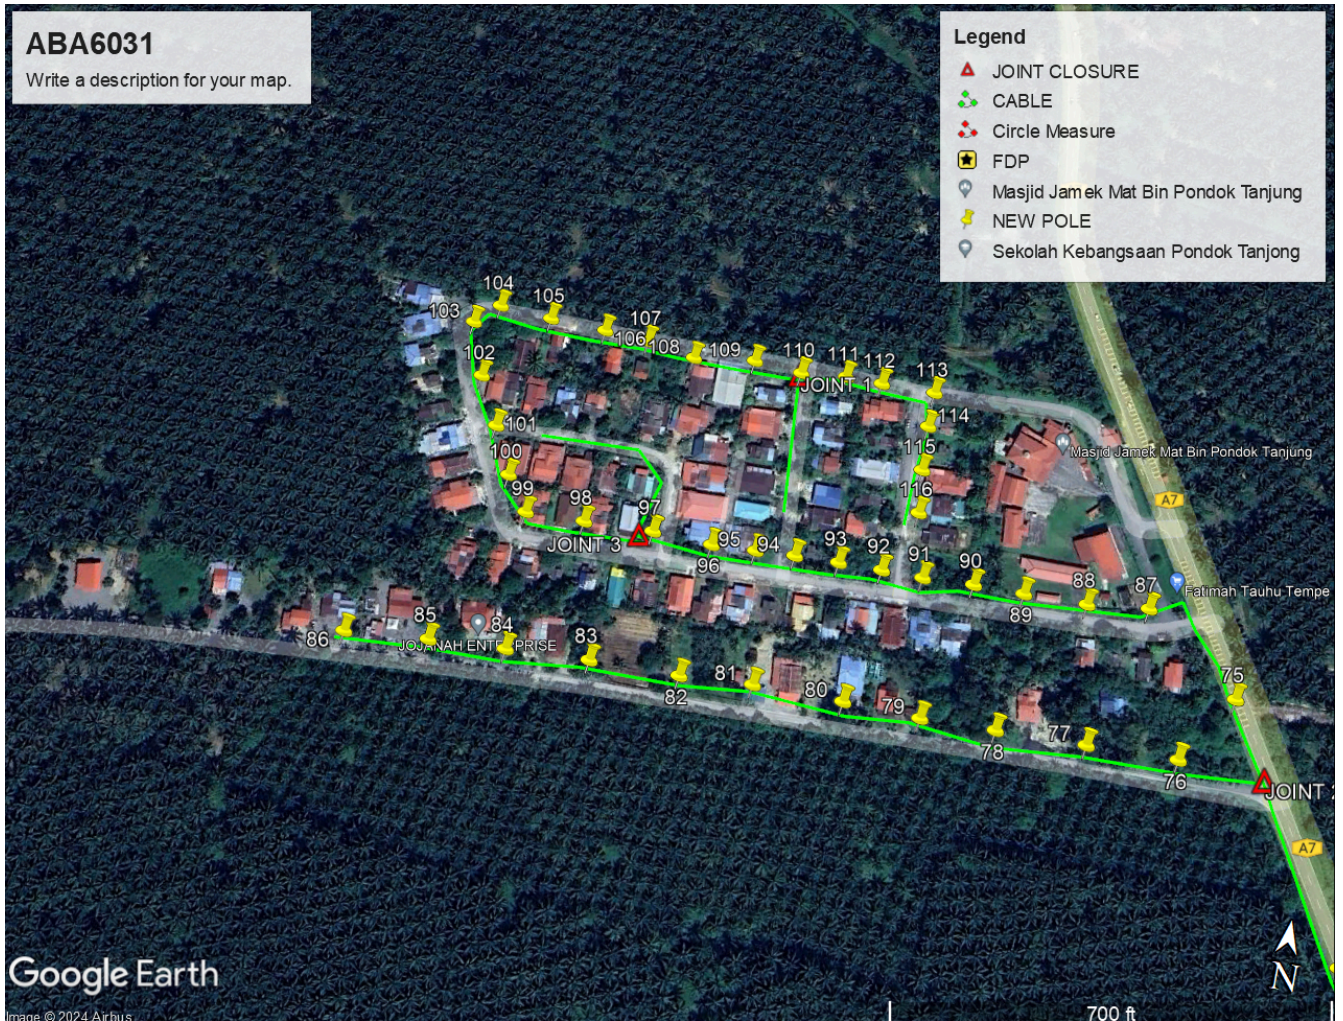 ABA6031
Write a description for your map.
Legend
JOINT CLOSURE
CABLE
Circle Measure
FDP
Masjid Jamek Mat Bin Pondok Tanjung
NEW POLE
Sekolah Kebangsaan Pondok Tanjong
104
103
105
107
106
108
109
110
111
112
113
102
JOINT 1
114
101
115
Masjid Jamek Mat Bin Pondok Tanjung
100
116
A7
99
98
97
JOINT 3
95
94
93
92
91
90
96
89
88
87
Fatimah Tauhu Tempe
86
85
84
JOJANAH ENTERPRISE
83
82
81
80
79
78
77
76
75
JOINT 2
A7
N
Google Earth
Image © 2024 Airbus
700 ft